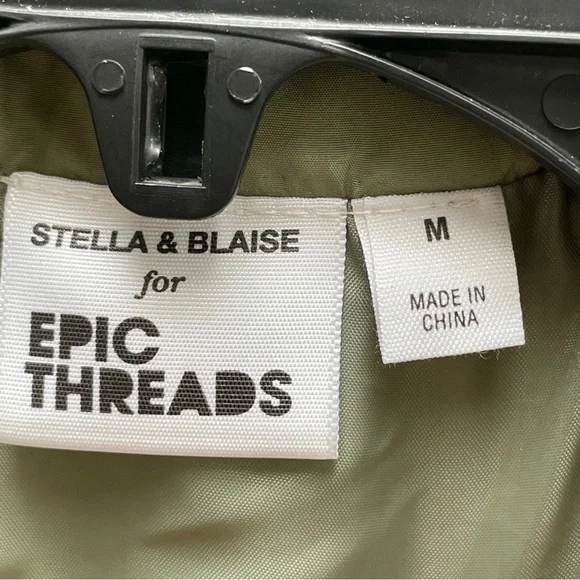 STELLA & BLAISE
for
EPIC
THREADS
M
MADE IN
CHINA